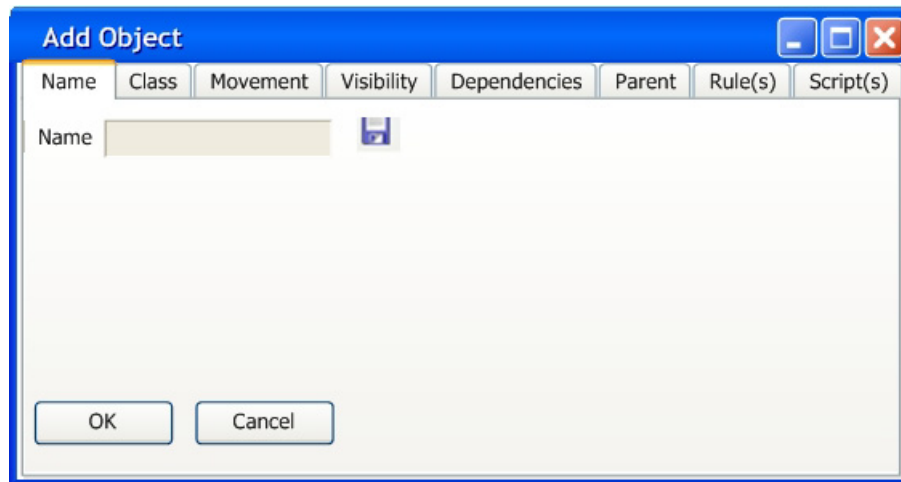 Add Object
Name Class Movement Visibility Dependencies Parent Rule(s) Script(s)
Name
OK Cancel